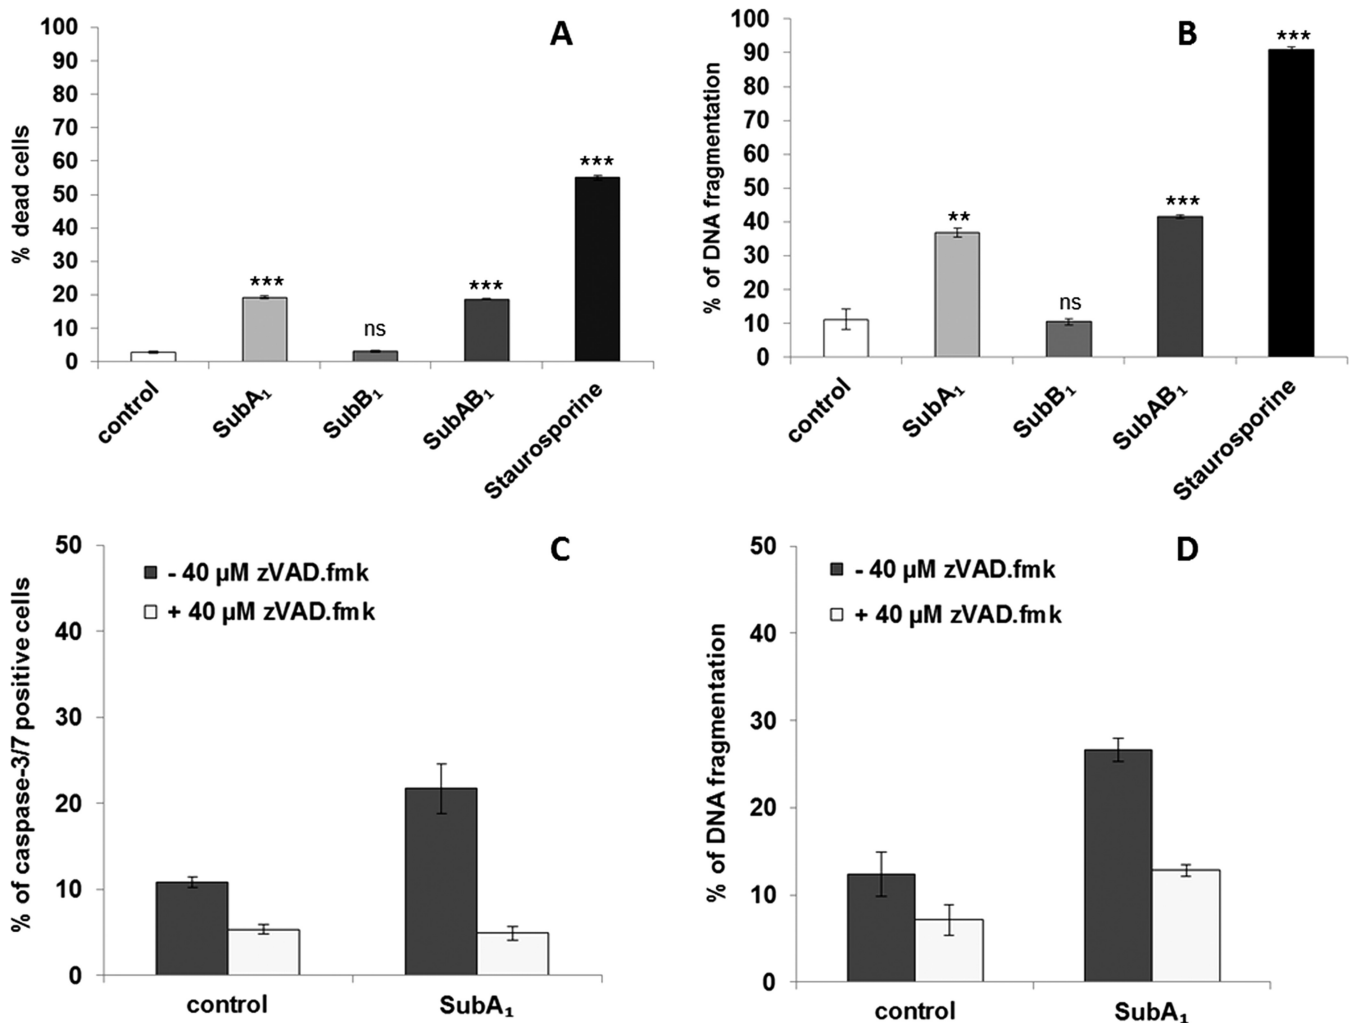 A
% dead cells
100
90
80
70
60
50
40
30
20
10
0
***
ns
***
***
control
SubA₁
SubB₁
SubAB₁
Staurosporine
B
% of DNA fragmentation
100
90
80
70
60
50
40
30
20
10
0
**
ns
***
***
control
SubA₁
SubB₁
SubAB₁
Staurosporine
C
% of caspase-3/7 positive cells
50
40
30
20
10
0
- 40 µM zVAD.fmk
+ 40 µM zVAD.fmk
control
SubA₁
D
% of DNA fragmentation
50
40
30
20
10
0
- 40 µM zVAD.fmk
+ 40 µM zVAD.fmk
control
SubA₁